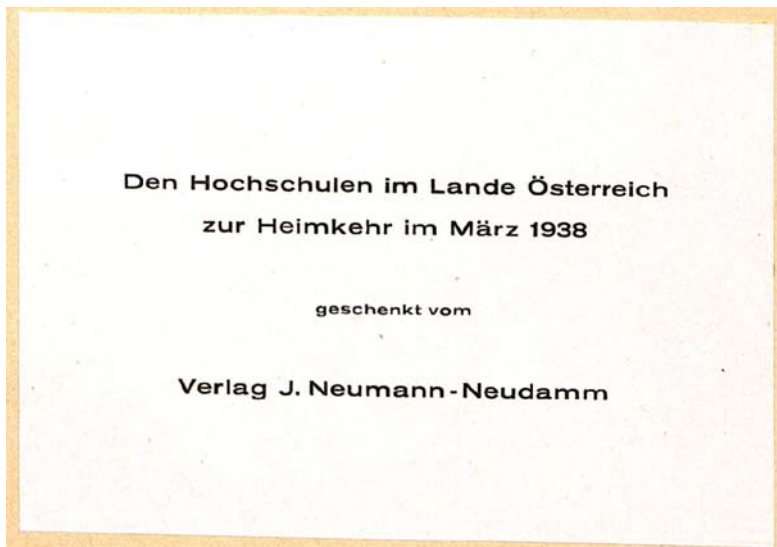 Den Hochschulen im Lande Österreich
zur Heimkehr im März 1938
geschenkt vom
Verlag J. Neumann-Neudamm